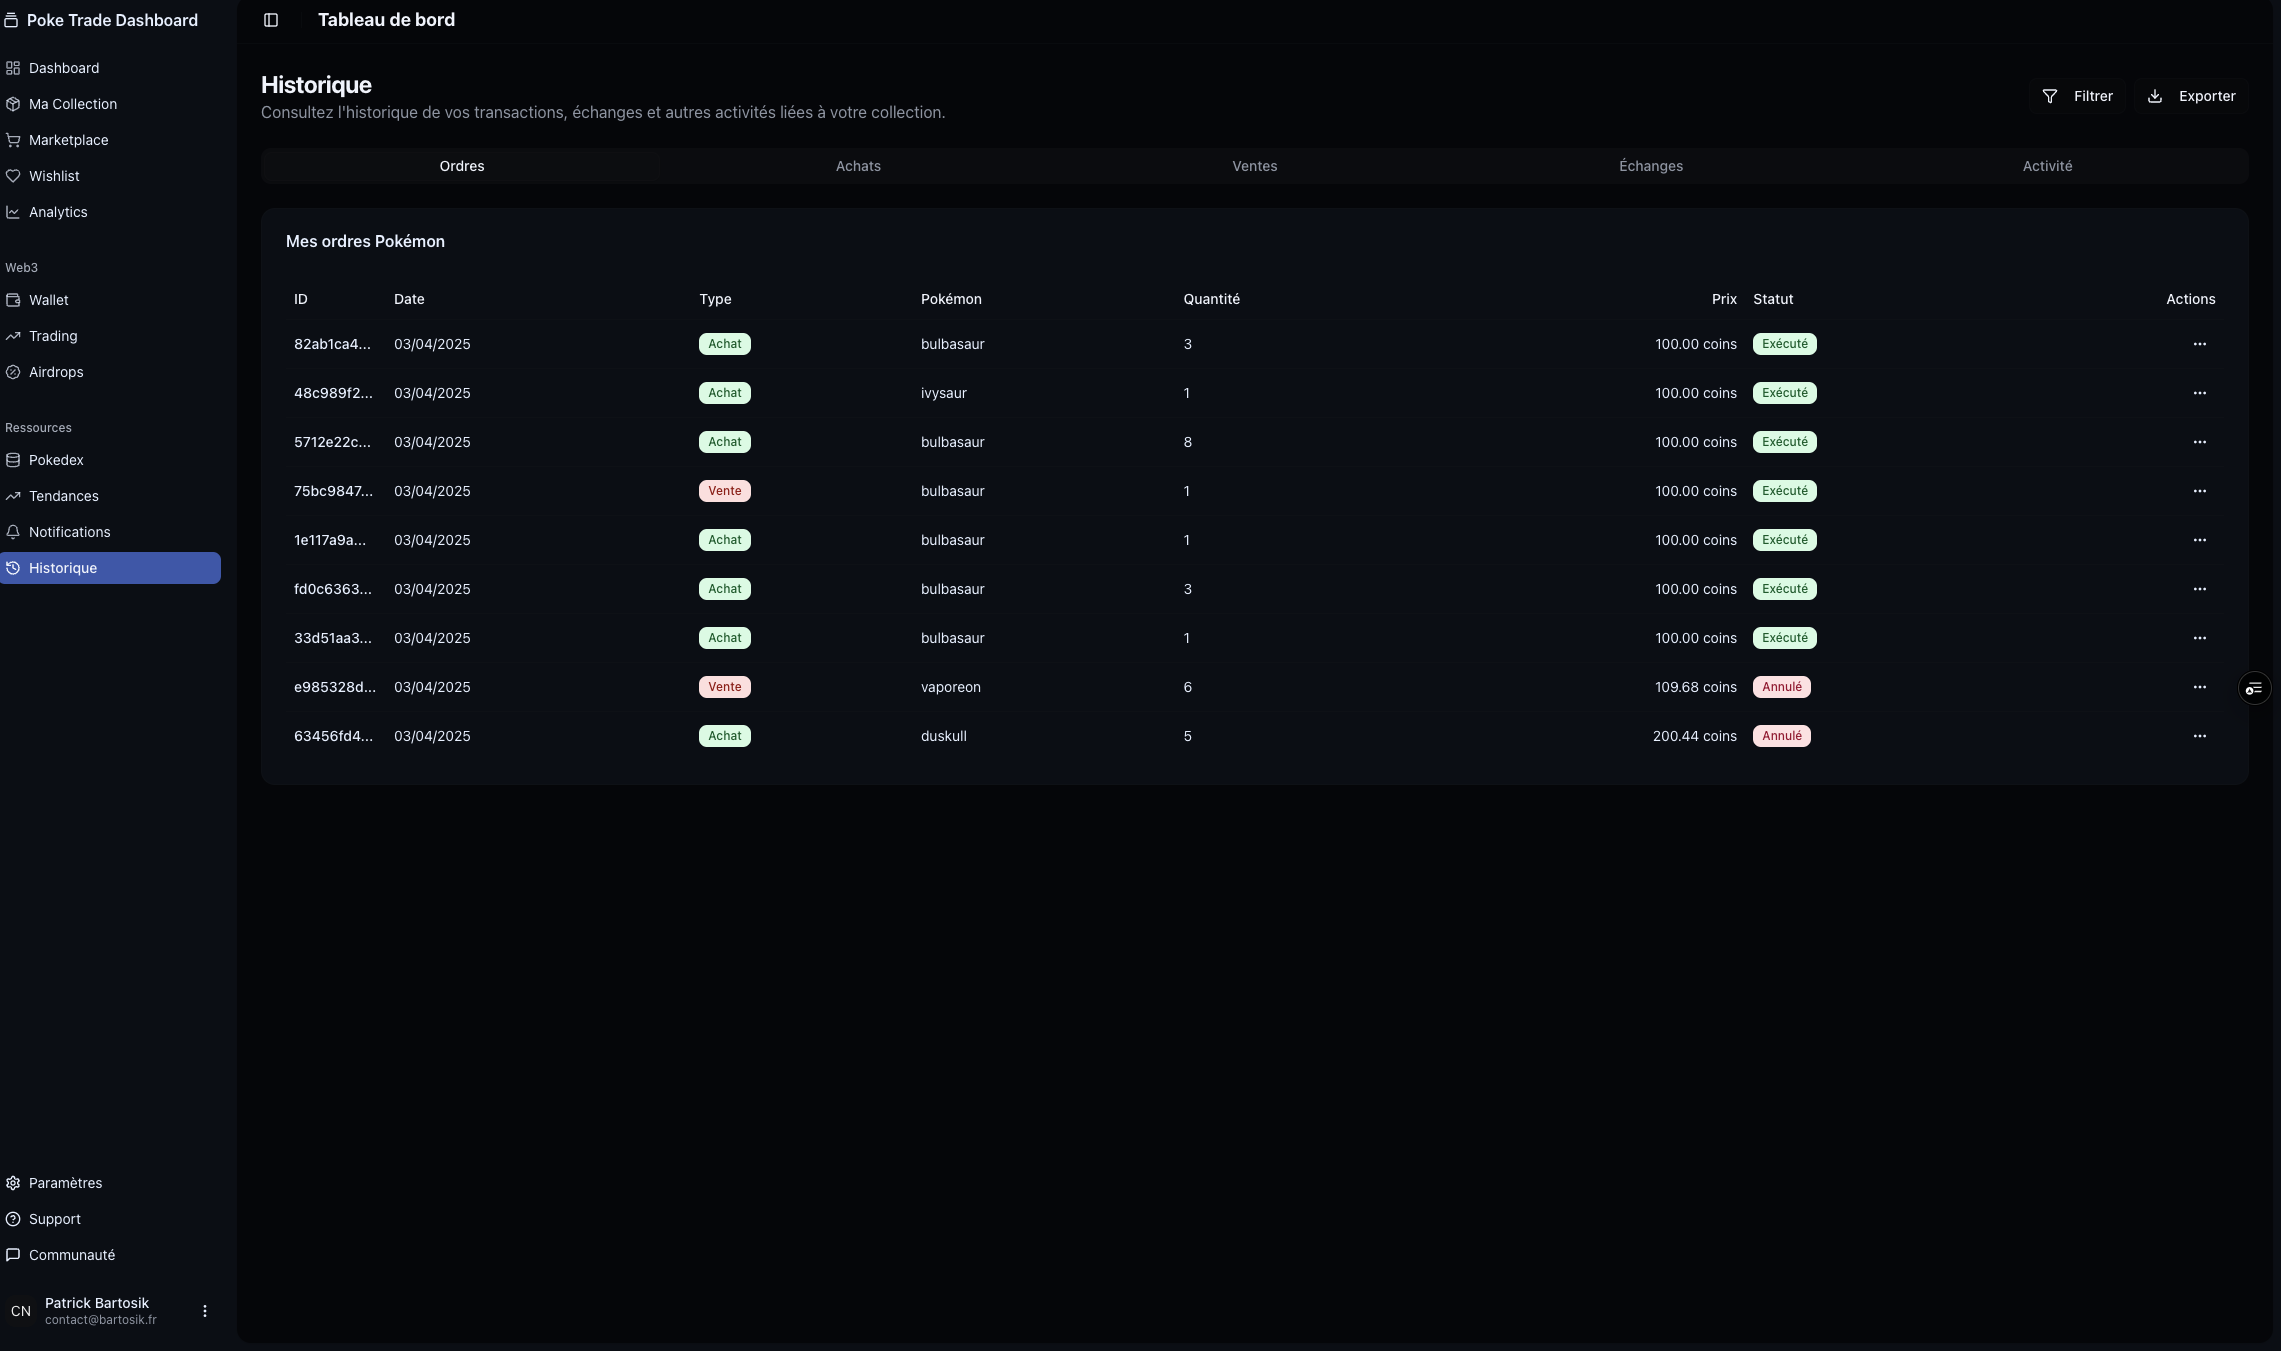 Poke Trade Dashboard
Dashboard
Ma Collection
Marketplace
Wishlist
Analytics
Web3
Wallet
Trading
Airdrops
Ressources
Pokedex
Tendances
Notifications
Historique
Paramètres
Support
Communauté
CN
Patrick Bartosik
contact@bartosik.fr
Tableau de bord
Historique
Consultez l'historique de vos transactions, échanges et autres activités liées à votre collection.
Filtrer Exporter
Ordres Achats Ventes Échanges Activité
Mes ordres Pokémon
ID Date Type Pokémon Quantité Prix Statut Actions
82ab1ca4... 03/04/2025 Achat bulbasaur 3 100.00 coins Exécuté
48c989f2... 03/04/2025 Achat ivysaur 1 100.00 coins Exécuté
5712e22c... 03/04/2025 Achat bulbasaur 8 100.00 coins Exécuté
75bc9847... 03/04/2025 Vente bulbasaur 1 100.00 coins Exécuté
1e117a9a... 03/04/2025 Achat bulbasaur 1 100.00 coins Exécuté
fd0c6363... 03/04/2025 Achat bulbasaur 3 100.00 coins Exécuté
33d51aa3... 03/04/2025 Achat bulbasaur 1 100.00 coins Exécuté
e985328d... 03/04/2025 Vente vaporeon 6 109.68 coins Annulé
63456fd4... 03/04/2025 Achat duskull 5 200.44 coins Annulé